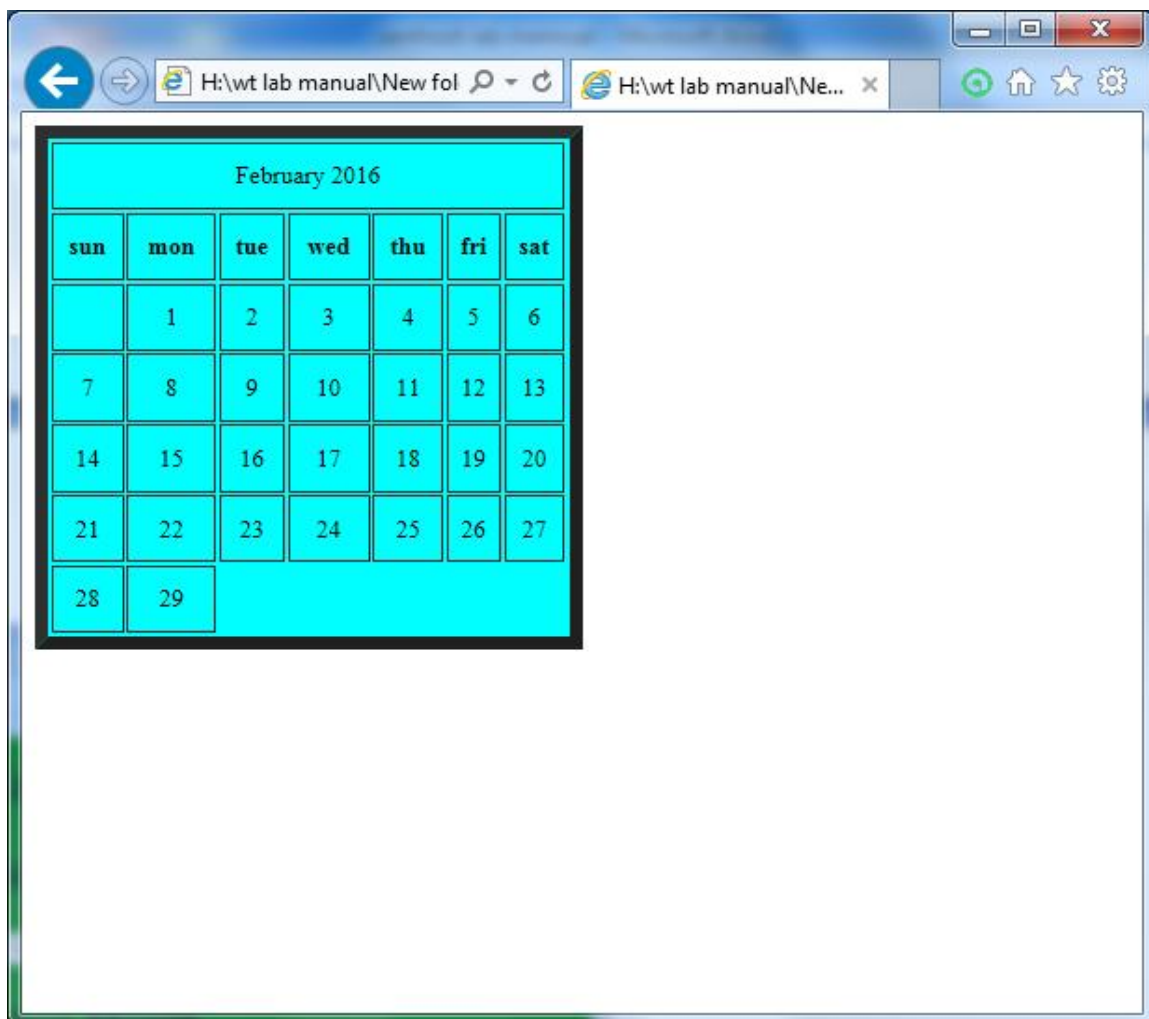 H:\wt lab manual\New fol
H:\wt lab manual\Ne...
February 2016
sun mon tue wed thu fri sat
1 2 3 4 5 6
7 8 9 10 11 12 13
14 15 16 17 18 19 20
21 22 23 24 25 26 27
28 29